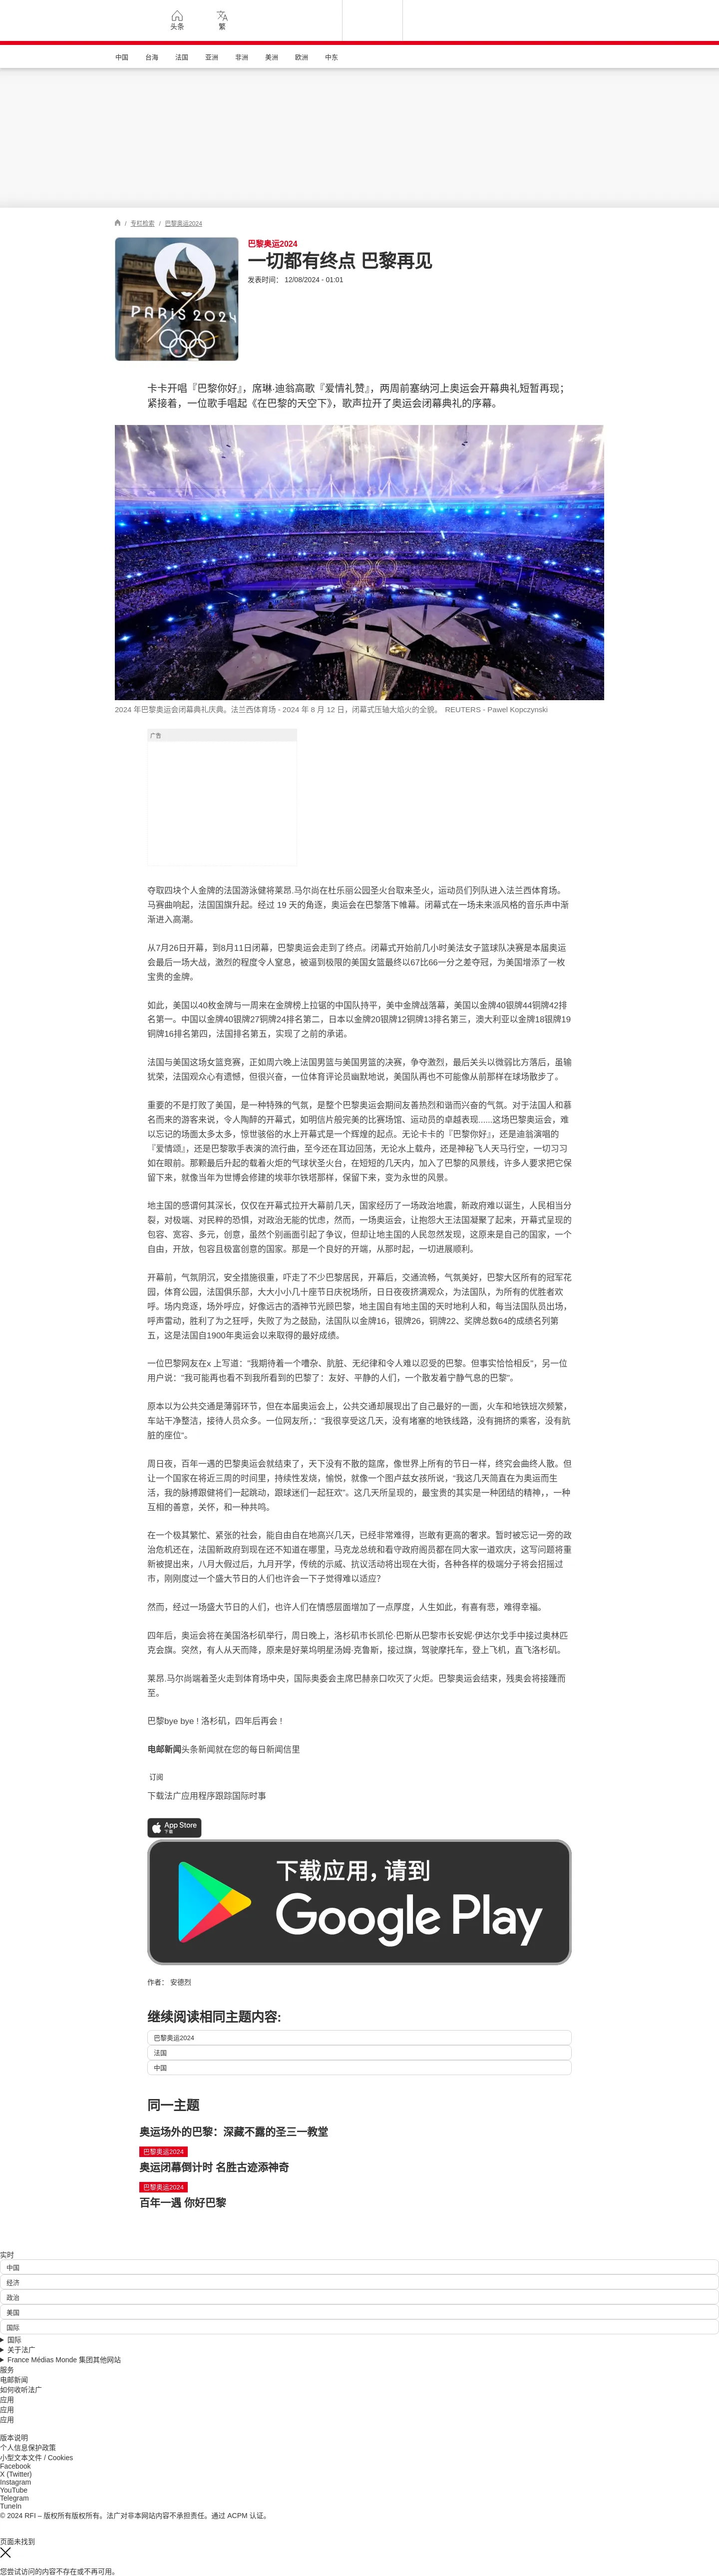 头条
繁
中国 台海 法国 亚洲 非洲 美洲 欧洲 中东
/ 专栏检索 / 巴黎奥运2024
PARIS 2024
巴黎奥运2024
一切都有终点 巴黎再见
发表时间： 12/08/2024 - 01:01
卡卡开唱『巴黎你好』，席琳·迪翁高歌『爱情礼赞』，两周前塞纳河上奥运会开幕典礼短暂再现；
紧接着，一位歌手唱起《在巴黎的天空下》，歌声拉开了奥运会闭幕典礼的序幕。
2024 年巴黎奥运会闭幕典礼庆典。法兰西体育场 - 2024 年 8 月 12 日，闭幕式压轴大焰火的全貌。 REUTERS - Pawel Kopczynski
广告
夺取四块个人金牌的法国游泳健将莱昂.马尔尚在杜乐丽公园圣火台取来圣火，运动员们列队进入法兰西体育场。
马赛曲响起，法国国旗升起。经过 19 天的角逐，奥运会在巴黎落下帷幕。闭幕式在一场未来派风格的音乐声中渐
渐进入高潮。
从7月26日开幕，到8月11日闭幕，巴黎奥运会走到了终点。闭幕式开始前几小时美法女子篮球队决赛是本届奥运
会最后一场大战，激烈的程度令人窒息，被逼到极限的美国女篮最终以67比66一分之差夺冠，为美国增添了一枚
宝贵的金牌。
如此，美国以40枚金牌与一周来在金牌榜上拉锯的中国队持平，美中金牌战落幕，美国以金牌40银牌44铜牌42排
名第一。中国以金牌40银牌27铜牌24排名第二，日本以金牌20银牌12铜牌13排名第三，澳大利亚以金牌18银牌19
铜牌16排名第四，法国排名第五，实现了之前的承诺。
法国与美国这场女篮竞赛，正如周六晚上法国男篮与美国男篮的决赛，争夺激烈，最后关头以微弱比方落后，虽输
犹荣，法国观众心有遗憾，但很兴奋，一位体育评论员幽默地说，美国队再也不可能像从前那样在球场散步了。
重要的不是打败了美国，是一种特殊的气氛，是整个巴黎奥运会期间友善热烈和谐而兴奋的气氛。对于法国人和慕
名而来的游客来说，令人陶醉的开幕式，如明信片般完美的比赛场馆、运动员的卓越表现......这场巴黎奥运会，难
以忘记的场面太多太多，惊世骇俗的水上开幕式是一个辉煌的起点。无论卡卡的『巴黎你好』，还是迪翁演唱的
『爱情颂』，还是巴黎歌手表演的流行曲，至今还在耳边回荡，无论水上载舟，还是神秘飞人天马行空，一切习习
如在眼前。那颗最后升起的载着火炬的气球状圣火台，在短短的几天内，加入了巴黎的风景线，许多人要求把它保
留下来，就像当年为世博会修建的埃菲尔铁塔那样，保留下来，变为永世的风景。
地主国的感谓何其深长，仅仅在开幕式拉开大幕前几天，国家经历了一场政治地震，新政府难以诞生，人民相当分
裂，对极端、对民粹的恐惧，对政治无能的忧虑，然而，一场奥运会，让抱怨大王法国凝聚了起来，开幕式呈现的
包容、宽容、多元，创意，虽然个别画面引起了争议，但却让地主国的人民忽然发现，这原来是自己的国家，一个
自由，开放，包容且极富创意的国家。那是一个良好的开端，从那时起，一切进展顺利。
开幕前，气氛阴沉，安全措施很重，吓走了不少巴黎居民，开幕后，交通流畅，气氛美好，巴黎大区所有的冠军花
园，体育公园，法国俱乐部，大大小小几十座节日庆祝场所，日日夜夜挤满观众，为法国队，为所有的优胜者欢
呼。场内竞逐，场外呼应，好像远古的酒神节光顾巴黎，地主国自有地主国的天时地利人和，每当法国队员出场，
呼声雷动，胜利了为之狂呼，失败了为之鼓励，法国队以金牌16，银牌26，铜牌22、奖牌总数64的成绩名列第
五，这是法国自1900年奥运会以来取得的最好成绩。
一位巴黎网友在x 上写道："我期待着一个嘈杂、肮脏、无纪律和令人难以忍受的巴黎。但事实恰恰相反"，另一位
用户说："我可能再也看不到我所看到的巴黎了：友好、平静的人们，一个散发着宁静气息的巴黎"。
原本以为公共交通是薄弱环节，但在本届奥运会上，公共交通却展现出了自己最好的一面，火车和地铁班次频繁，
车站干净整洁，接待人员众多。一位网友所，："我很享受这几天，没有堵塞的地铁线路，没有拥挤的乘客，没有肮
脏的座位"。
周日夜，百年一遇的巴黎奥运会就结束了，天下没有不散的筵席，像世界上所有的节日一样，终究会曲终人散。但
让一个国家在将近三周的时间里，持续性发烧，愉悦，就像一个图卢兹女孩所说，"我这几天简直在为奥运而生
活，我的脉搏跟健将们一起跳动，跟球迷们一起狂欢"。这几天所呈现的，最宝贵的其实是一种团结的精神，，一种
互相的善意，关怀，和一种共鸣。
在一个极其繁忙、紧张的社会，能自由自在地高兴几天，已经非常难得，岂敢有更高的奢求。暂时被忘记一旁的政
治危机还在，法国新政府到现在还不知道在哪里，马克龙总统和看守政府阁员都在同大家一道欢庆，这写问题将重
新被提出来，八月大假过后，九月开学，传统的示威、抗议活动将出现在大街，各种各样的极端分子将会招摇过
市，刚刚度过一个盛大节日的人们也许会一下子觉得难以适应？
然而，经过一场盛大节日的人们，也许人们在情感层面增加了一点厚度，人生如此，有喜有悲，难得幸福。
四年后，奥运会将在美国洛杉矶举行，周日晚上，洛杉矶市长凯伦·巴斯从巴黎市长安妮·伊达尔戈手中接过奥林匹
克会旗。突然，有人从天而降，原来是好莱坞明星汤姆·克鲁斯，接过旗，驾驶摩托车，登上飞机，直飞洛杉矶。
莱昂.马尔尚端着圣火走到体育场中央，国际奥委会主席巴赫亲口吹灭了火炬。巴黎奥运会结束，残奥会将接踵而
至。
巴黎bye bye ! 洛杉矶，四年后再会 !
电邮新闻头条新闻就在您的每日新闻信里
订阅
下载法广应用程序跟踪国际时事
App Store
下载
下载应用，请到
Google Play
作者： 安德烈
继续阅读相同主题内容:
巴黎奥运2024
法国
中国
同一主题
奥运场外的巴黎：深藏不露的圣三一教堂
巴黎奥运2024
奥运闭幕倒计时 名胜古迹添神奇
巴黎奥运2024
百年一遇 你好巴黎
实时
中国
经济
政治
美国
国际
国际
关于法广
France Médias Monde 集团其他网站
服务
电邮新闻
如何收听法广
应用
应用
应用
版本说明
个人信息保护政策
小型文本文件 / Cookies
Facebook
X (Twitter)
Instagram
YouTube
Telegram
TuneIn
© 2024 RFI – 版权所有版权所有。法广对非本网站内容不承担责任。通过 ACPM 认证。
页面未找到
您尝试访问的内容不存在或不再可用。